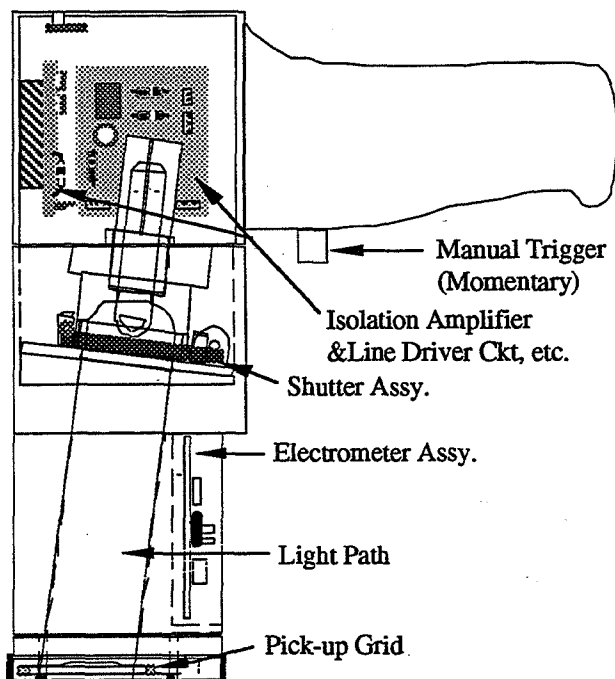 Manual Trigger
(Momentary)
Isolation Amplifier
&Line Driver Ckt, etc.
Shutter Assy.
Electrometer Assy.
Light Path
Pick-up Grid